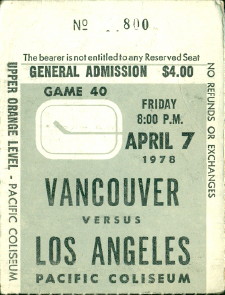 Nº 800
The bearer is not entitled to any Reserved Seat
GENERAL ADMISSION $4.00
GAME 40
FRIDAY
8:00 P.M.
APRIL 7
1978
VANCOUVER
VERSUS
LOS ANGELES
PACIFIC COLISEUM
UPPER ORANGE LEVEL - PACIFIC COLISEUM
NO REFUNDS OR EXCHANGES